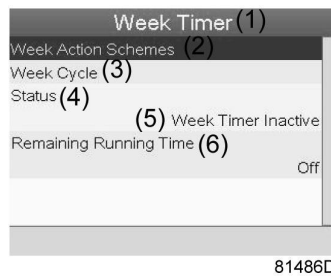 Week Timer (1)
Week Action Schemes (2)
Week Cycle (3)
Status (4)
(5) Week Timer Inactive
Remaining Running Time (6)
Off
81486D